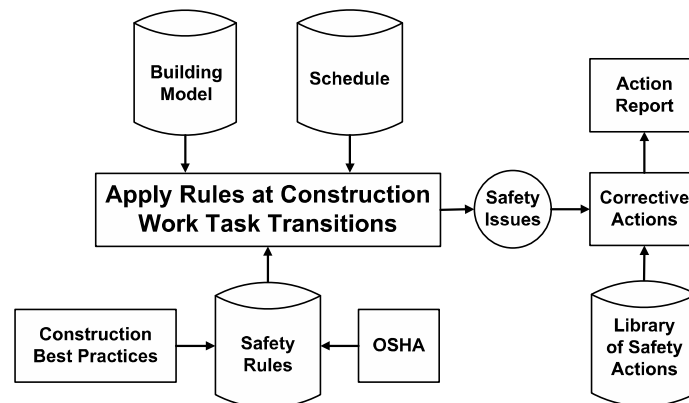 Building
Model
Schedule
Action
Report
Apply Rules at Construction
Work Task Transitions
Safety
Issues
Corrective
Actions
Construction
Best Practices
Safety
Rules
OSHA
Library
of Safety
Actions